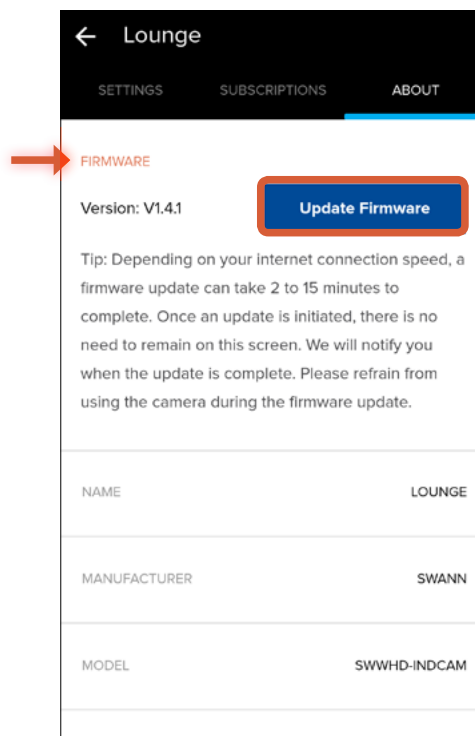 Lounge
SETTINGS SUBSCRIPTIONS ABOUT
FIRMWARE
Version: V1.4.1 Update Firmware
Tip: Depending on your internet connection speed, a
firmware update can take 2 to 15 minutes to
complete. Once an update is initiated, there is no
need to remain on this screen. We will notify you
when the update is complete. Please refrain from
using the camera during the firmware update.
NAME LOUNGE
MANUFACTURER SWANN
MODEL SWWHD-INDCAM